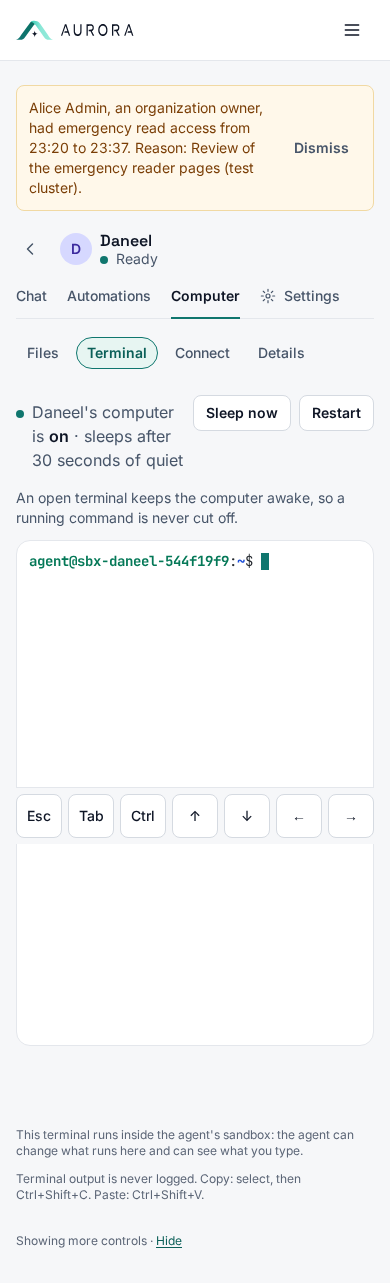 AURORA
Alice Admin, an organization owner,
had emergency read access from
23:20 to 23:37. Reason: Review of
the emergency reader pages (test
cluster).
Dismiss
D
Daneel
Ready
Chat Automations Computer Settings
Files Terminal Connect Details
Daneel's computer
is on · sleeps after
30 seconds of quiet
Sleep now Restart
An open terminal keeps the computer awake, so a
running command is never cut off.
agent@sbx-daneel-544f19f9:~$
Esc Tab Ctrl ↑ ↓ ← →
This terminal runs inside the agent's sandbox: the agent can
change what runs here and can see what you type.
Terminal output is never logged. Copy: select, then
Ctrl+Shift+C. Paste: Ctrl+Shift+V.
Showing more controls · Hide